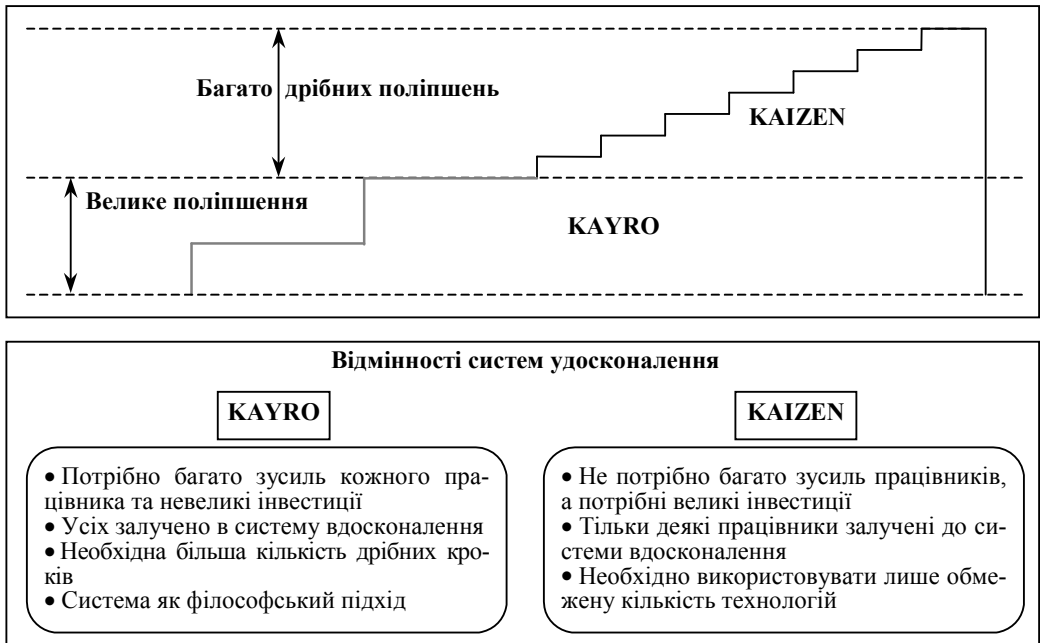 Багато дрібних поліпшень
KAIZEN
Велике поліпшення
KAYRO
Відмінності систем удосконалення
KAYRO
• Потрібно багато зусиль кожного пра-
цівника та невеликі інвестиції
• Усіх залучено в систему вдосконалення
• Необхідна більша кількість дрібних кро-
ків
• Система як філософський підхід
KAIZEN
• Не потрібно багато зусиль працівників,
а потрібні великі інвестиції
• Тільки деякі працівники залучені до си-
стеми вдосконалення
• Необхідно використовувати лише обме-
жену кількість технологій